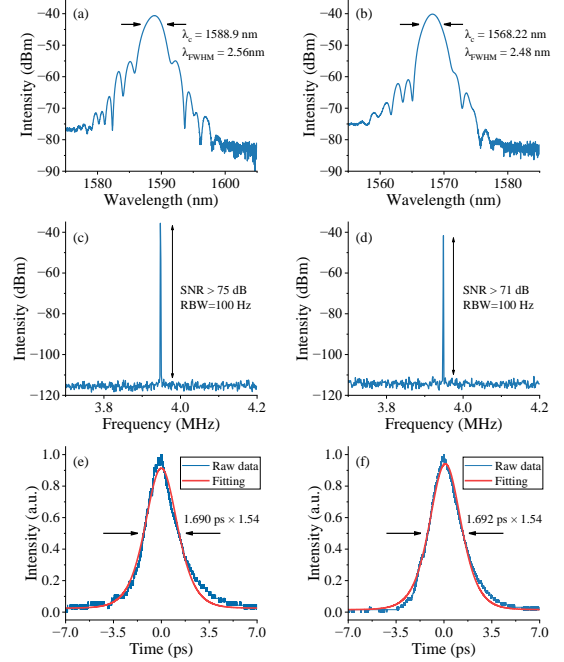 (a)
λc = 1588.9 nm
λFWHM = 2.56nm
Intensity (dBm)
−40
−50
−60
−70
−80
−90
1580
1590
1600
Wavelength (nm)
(b)
λc = 1568.22 nm
λFWHM = 2.48 nm
Intensity (dBm)
−40
−50
−60
−70
−80
−90
1560
1570
1580
Wavelength (nm)
(c)
SNR > 75 dB
RBW=100 Hz
Intensity (dBm)
−40
−60
−80
−100
−120
3.8
4.0
4.2
Frequency (MHz)
(d)
SNR > 71 dB
RBW=100 Hz
Intensity (dBm)
−40
−60
−80
−100
−120
3.8
4.0
4.2
Frequency (MHz)
(e)
Raw data
Fitting
1.690 ps × 1.54
Intensity (a.u.)
1.0
0.8
0.6
0.4
0.2
0.0
−7.0
−3.5
0.0
3.5
7.0
Time (ps)
(f)
Raw data
Fitting
1.692 ps × 1.54
Intensity (a.u.)
1.0
0.8
0.6
0.4
0.2
0.0
−7.0
−3.5
0.0
3.5
7.0
Time (ps)